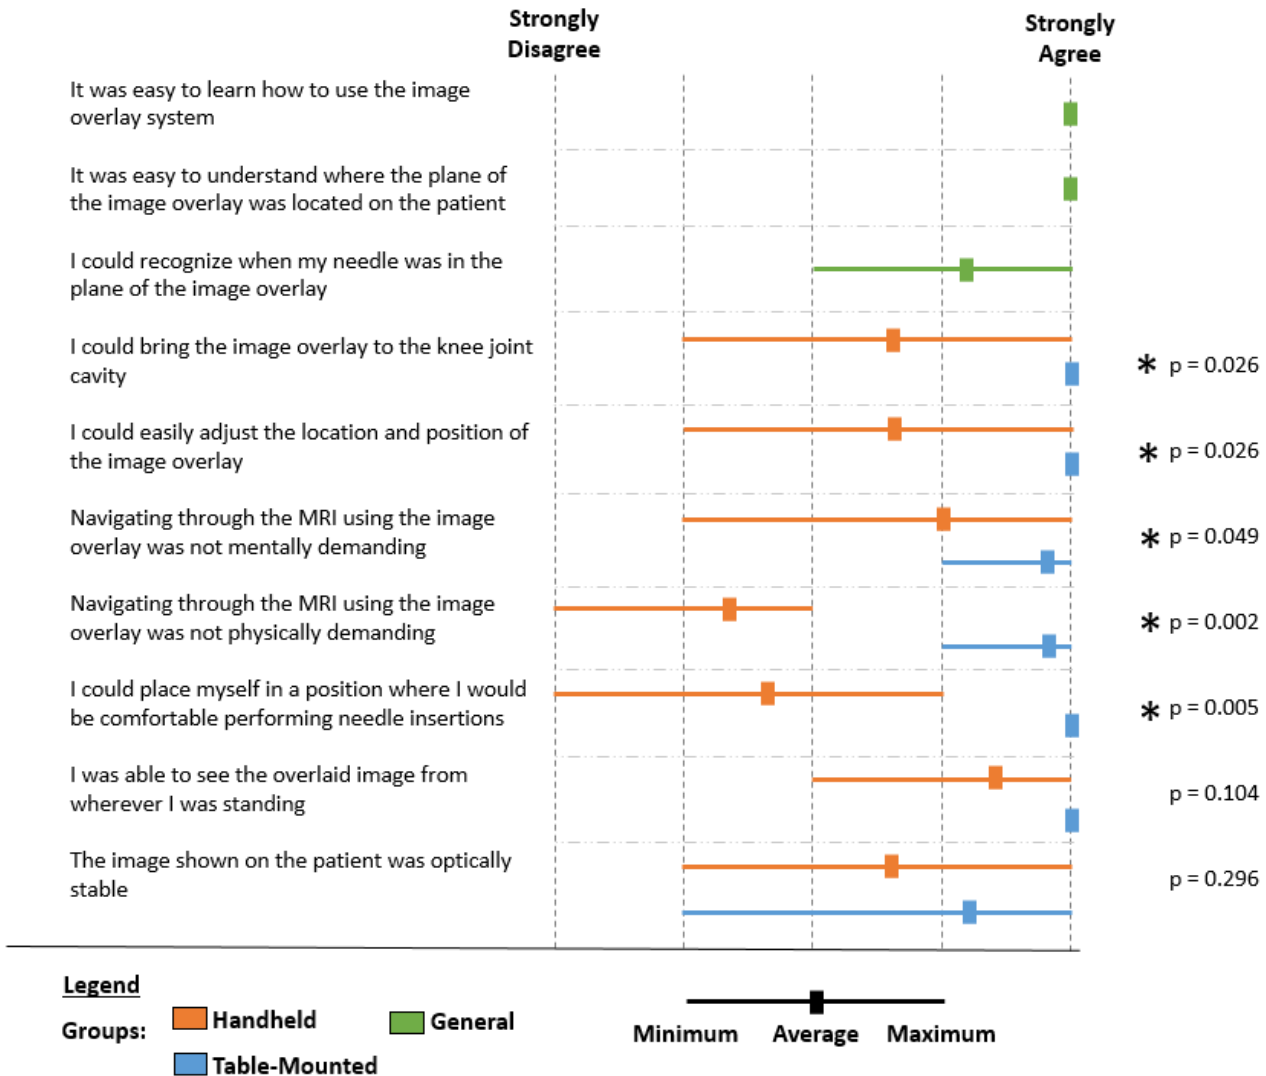 Strongly
Disagree
Strongly
Agree
It was easy to learn how to use the image
overlay system
It was easy to understand where the plane of
the image overlay was located on the patient
I could recognize when my needle was in the
plane of the image overlay
I could bring the image overlay to the knee joint
cavity
* p = 0.026
I could easily adjust the location and position of
the image overlay
* p = 0.026
Navigating through the MRI using the image
overlay was not mentally demanding
* p = 0.049
Navigating through the MRI using the image
overlay was not physically demanding
* p = 0.002
I could place myself in a position where I would
be comfortable performing needle insertions
* p = 0.005
I was able to see the overlaid image from
wherever I was standing
p = 0.104
The image shown on the patient was optically
stable
p = 0.296
Legend
Groups:
Handheld
General
Table-Mounted
Minimum Average Maximum